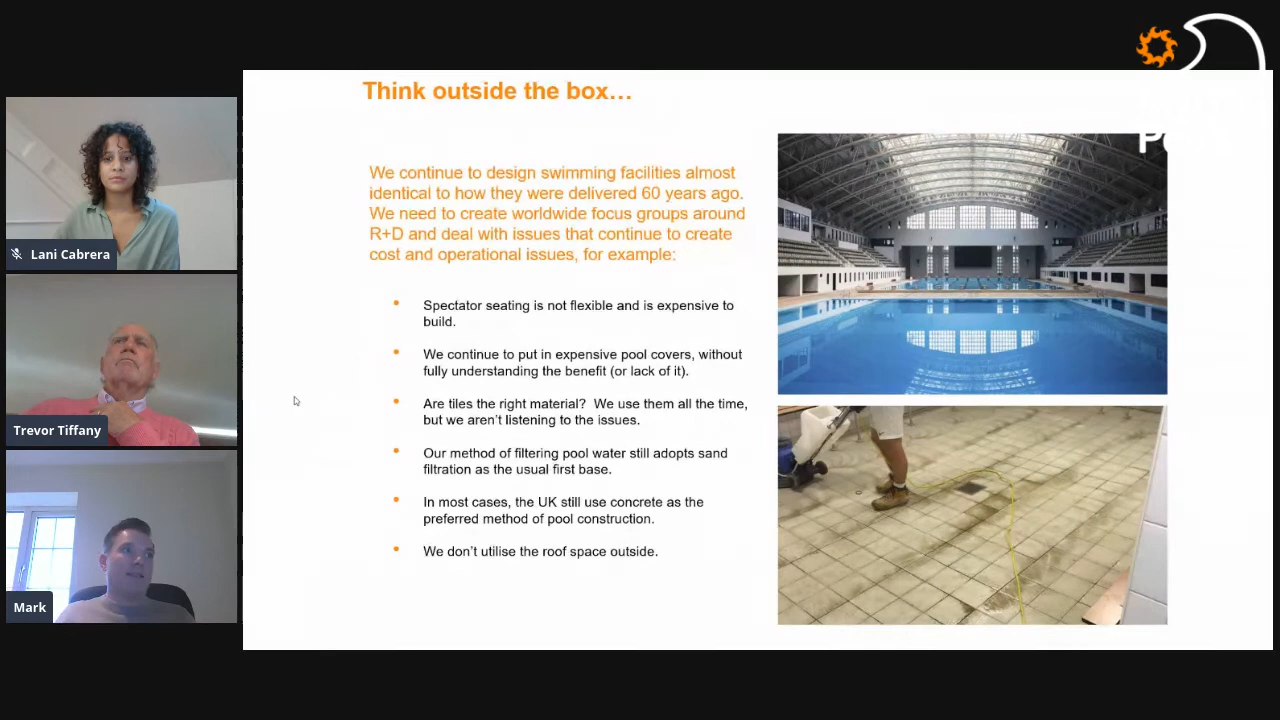 Think outside the box…
We continue to design swimming facilities almost
identical to how they were delivered 60 years ago.
We need to create worldwide focus groups around
R+D and deal with issues that continue to create
cost and operational issues, for example:
• Spectator seating is not flexible and is expensive to
build.
• We continue to put in expensive pool covers, without
fully understanding the benefit (or lack of it).
• Are tiles the right material?  We use them all the time,
but we aren't listening to the issues.
• Our method of filtering pool water still adopts sand
filtration as the usual first base.
• In most cases, the UK still use concrete as the
preferred method of pool construction.
• We don't utilise the roof space outside.
Lani Cabrera
Trevor Tiffany
Mark